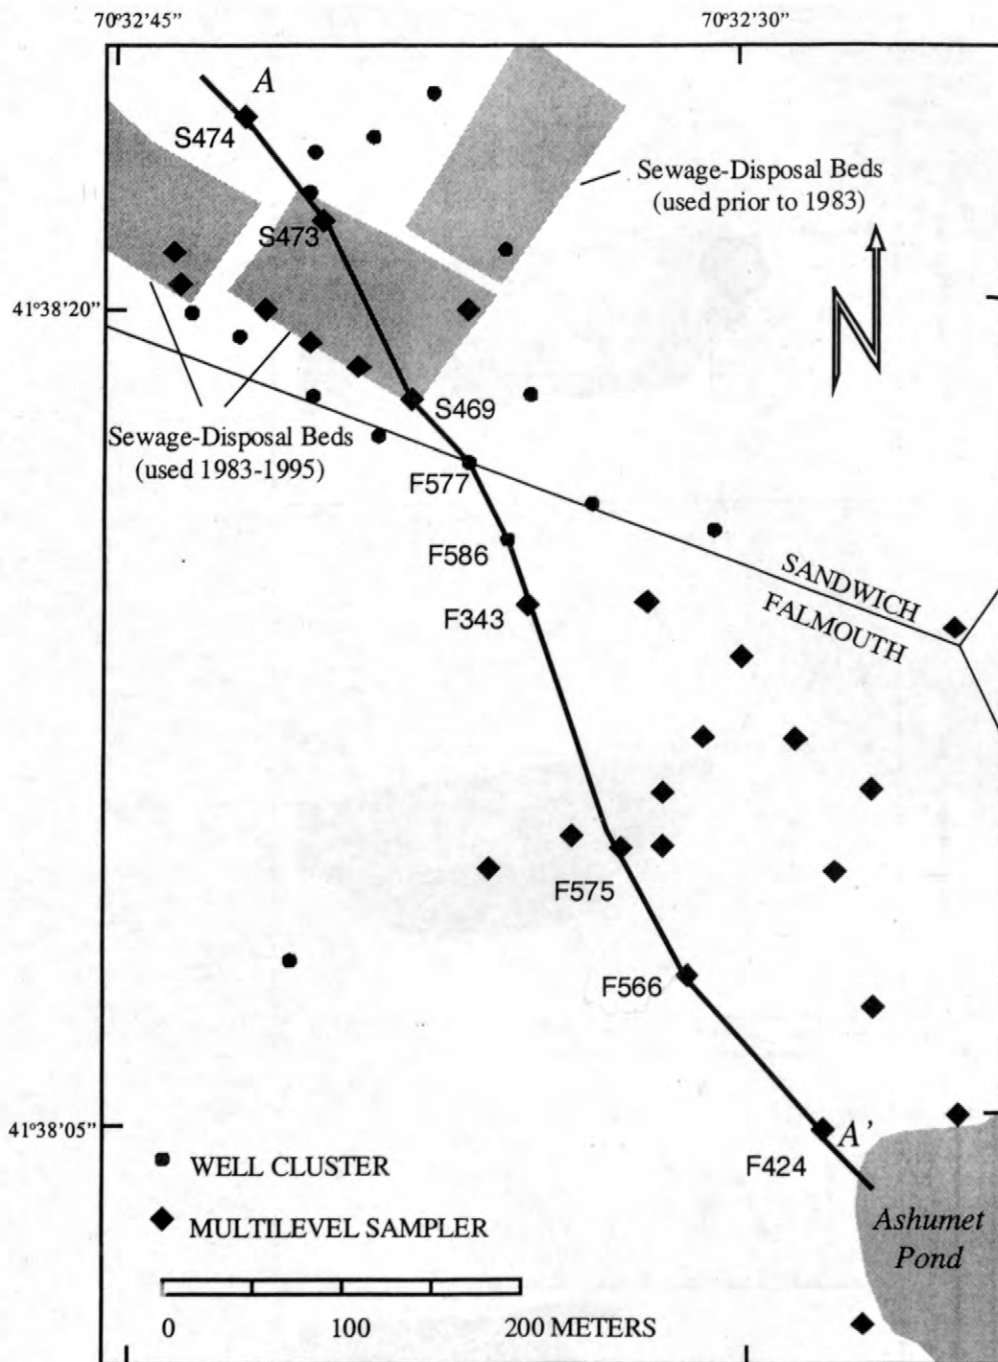 70°32'45"
70°32'30"
A
S474
Sewage-Disposal Beds
(used prior to 1983)
S473
41°38'20"
N
S469
Sewage-Disposal Beds
(used 1983-1995)
F577
F586
SANDWICH
FALMOUTH
F343
F575
F566
41°38'05"
A'
WELL CLUSTER
F424
MULTILEVEL SAMPLER
Ashumet
Pond
0 100 200 METERS